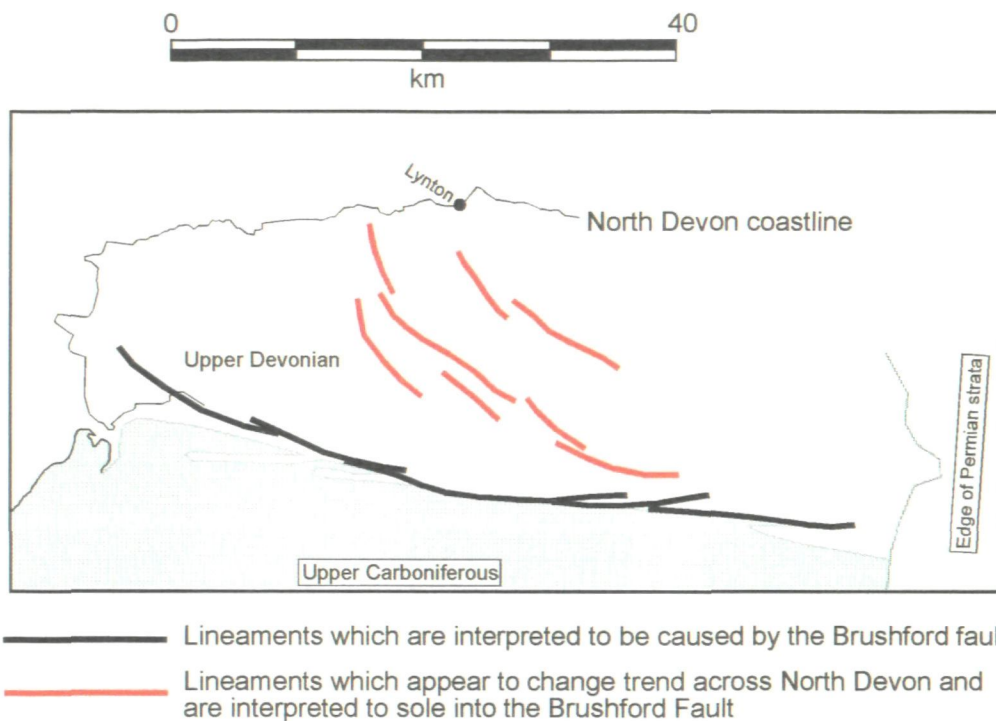 0 40
km
Lynton
North Devon coastline
Upper Devonian
Edge of Permian strata
Upper Carboniferous
Lineaments which are interpreted to be caused by the Brushford faul
Lineaments which appear to change trend across North Devon and
are interpreted to sole into the Brushford Fault